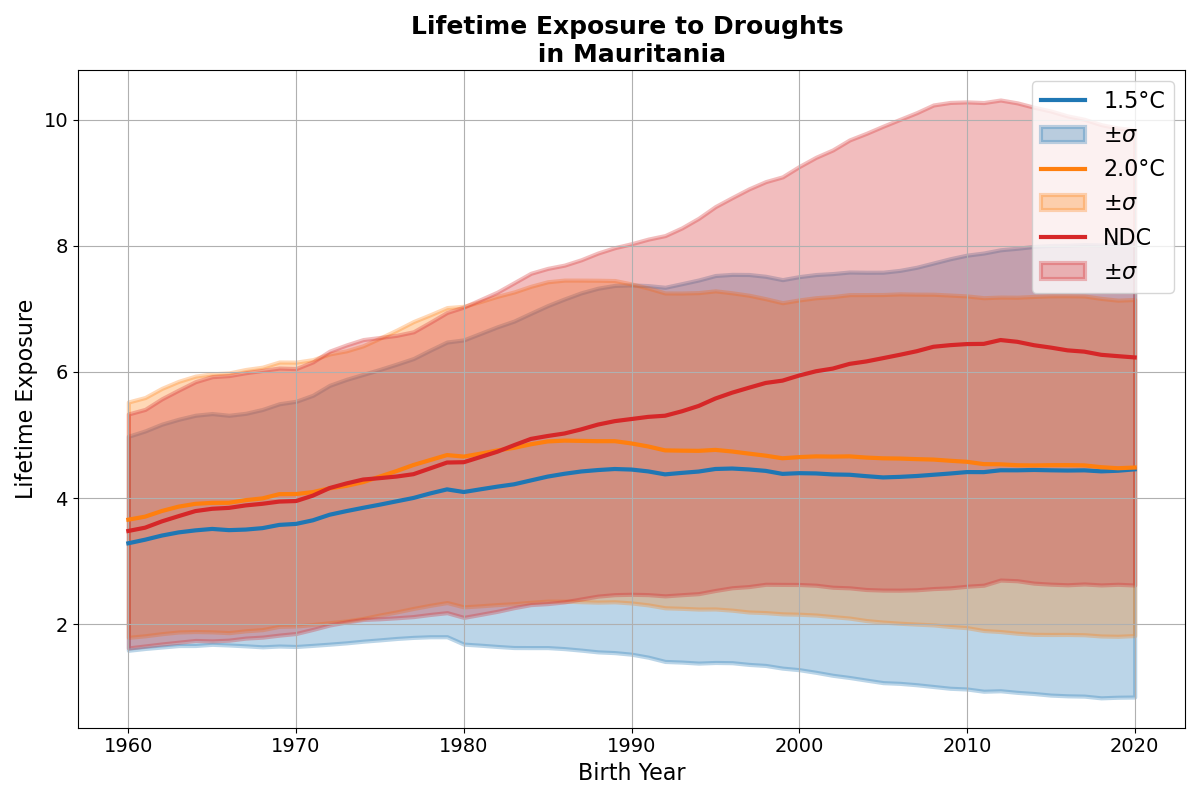 Lifetime Exposure to Droughts
in Mauritania
10
8
6
4
2
Lifetime Exposure
1960 1970 1980 1990 2000 2010 2020
Birth Year
1.5°C
±σ
2.0°C
±σ
NDC
±σ